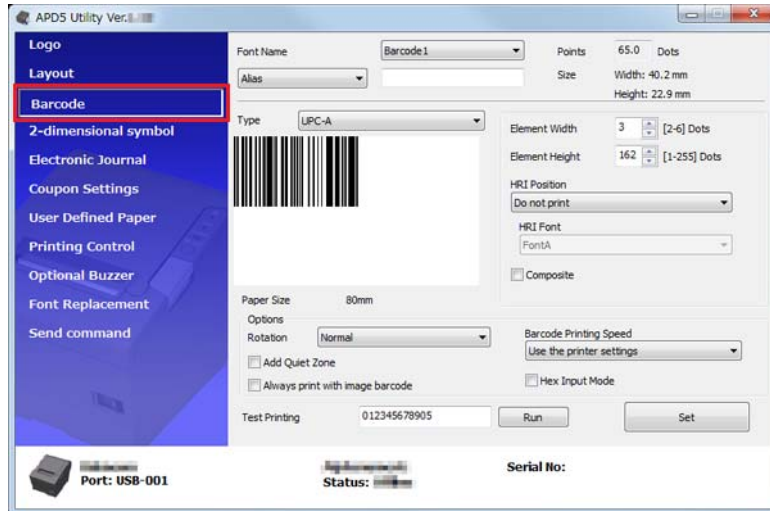 APD5 Utility Ver.
Logo
Layout
Barcode
2-dimensional symbol
Electronic Journal
Coupon Settings
User Defined Paper
Printing Control
Optional Buzzer
Font Replacement
Send command
Font Name Barcode1 Points 65.0 Dots
Alias Size Width: 40.2 mm
Height: 22.9 mm
Type UPC-A
Element Width 3 [2-6] Dots
Element Height 162 [1-255] Dots
HRI Position
Do not print
HRI Font
FontA
Composite
Paper Size 80mm
Options
Rotation Normal
Add Quiet Zone
Always print with image barcode
Barcode Printing Speed
Use the printer settings
Hex Input Mode
Test Printing 012345678905 Run Set
Port: USB-001
Status:
Serial No: